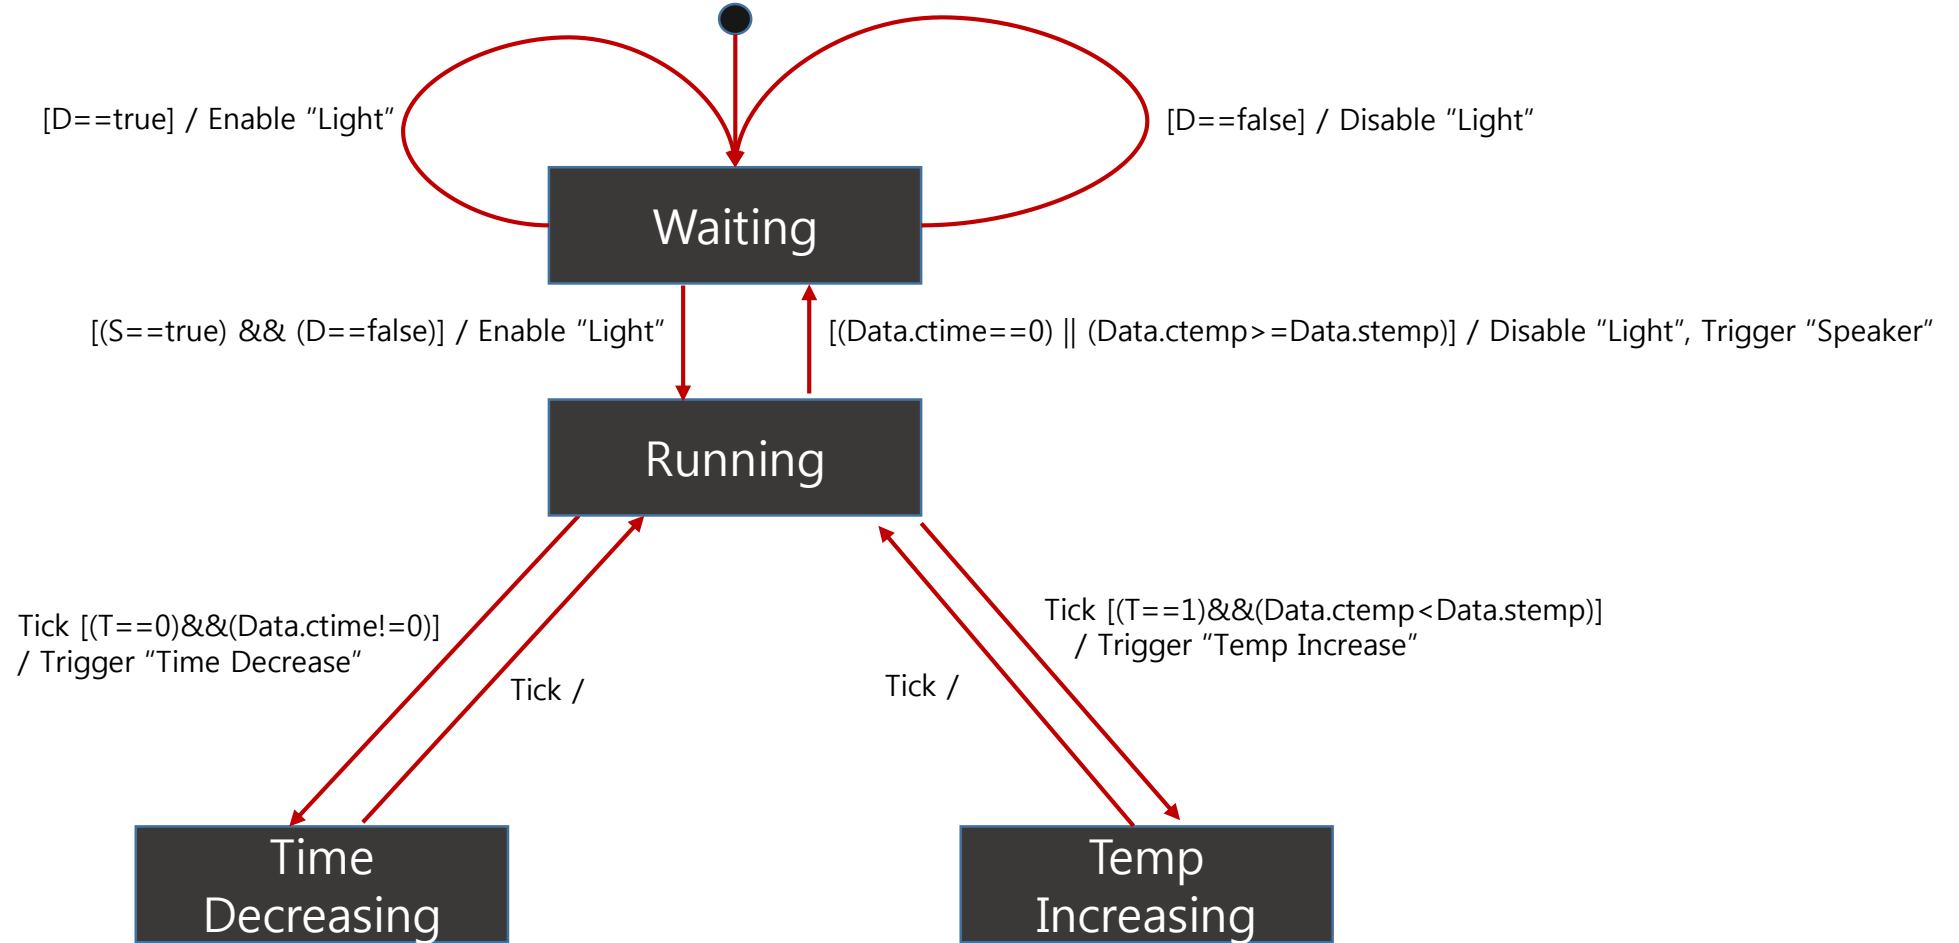 [D==true] / Enable “Light”
[D==false] / Disable “Light”
Waiting
[(S==true) && (D==false)] / Enable “Light”
[(Data.ctime==0) || (Data.ctemp>=Data.stemp)] / Disable “Light”, Trigger “Speaker”
Running
Tick [(T==0)&&(Data.ctime!=0)]
/ Trigger “Time Decrease”
Tick /
Tick /
Tick [(T==1)&&(Data.ctemp<Data.stemp)]
/ Trigger “Temp Increase”
Time
Decreasing
Temp
Increasing